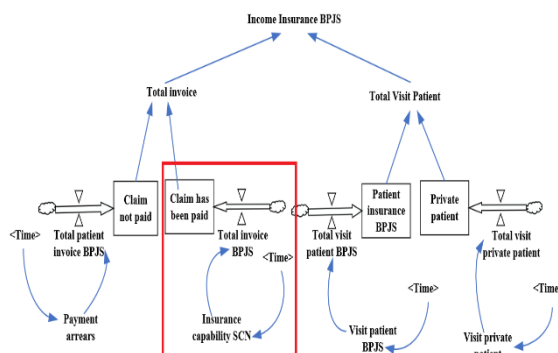 Income Insurance BPJS
Total invoice
Total Visit Patient
Claim
not paid
Claim has
been paid
Patient
insurance
BPJS
Private
patient
<Time>
Total patient
invoice BPJS
Total invoice
BPJS
<Time>
Total visit
patient BPJS
Total visit
private patient
<Time>
<Time
Payment
arrears
Insurance
capability SCN
Visit patient
BPJS
Visit private
patient